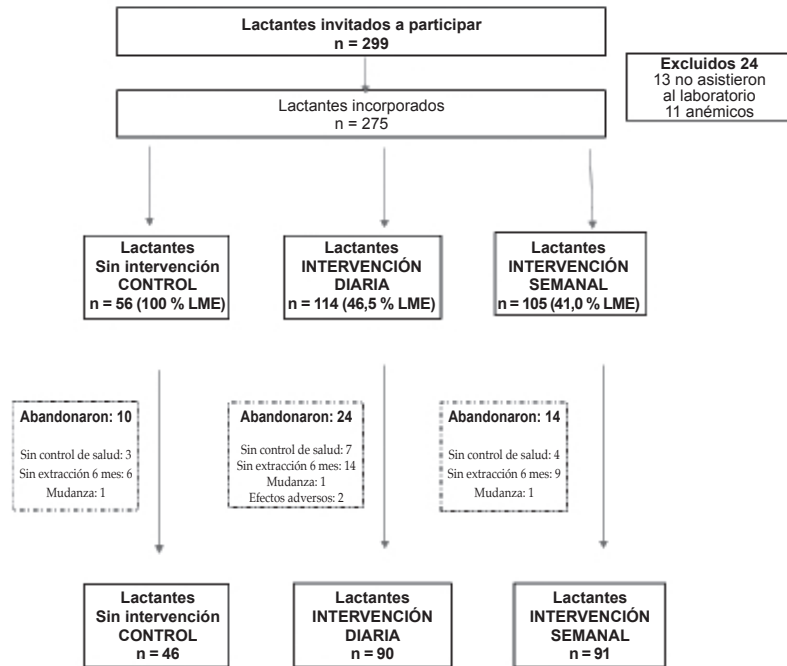 Lactantes invitados a participar
n = 299
Excluidos 24
13 no asistieron
al laboratorio
11 anémicos
Lactantes incorporados
n = 275
Lactantes
Sin intervención
CONTROL
n = 56 (100 % LME)
Lactantes
INTERVENCIÓN
DIARIA
n = 114 (46,5 % LME)
Lactantes
INTERVENCIÓN
SEMANAL
n = 105 (41,0 % LME)
Abandonaron: 10
Sin control de salud: 3
Sin extracción 6 mes: 6
Mudanza: 1
Abandonaron: 24
Sin control de salud: 7
Sin extracción 6 mes: 14
Mudanza: 1
Efectos adversos: 2
Abandonaron: 14
Sin control de salud: 4
Sin extracción 6 mes: 9
Mudanza: 1
Lactantes
Sin intervención
CONTROL
n = 46
Lactantes
INTERVENCIÓN
DIARIA
n = 90
Lactantes
INTERVENCIÓN
SEMANAL
n = 91